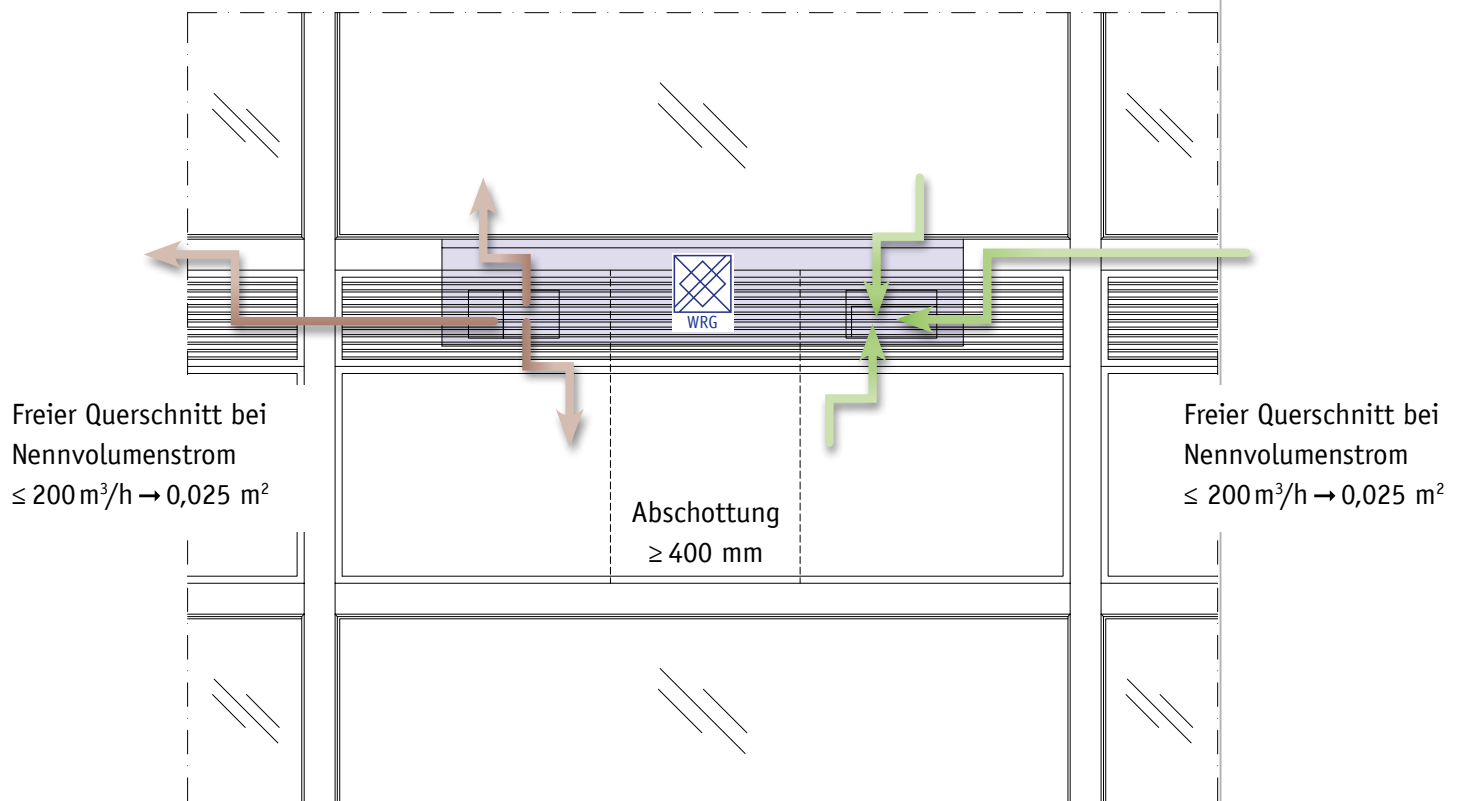 WRG
Freier Querschnitt bei
Nennvolumenstrom
≤ 200 m³/h → 0,025 m²
Abschottung
≥ 400 mm
Freier Querschnitt bei
Nennvolumenstrom
≤ 200 m³/h → 0,025 m²